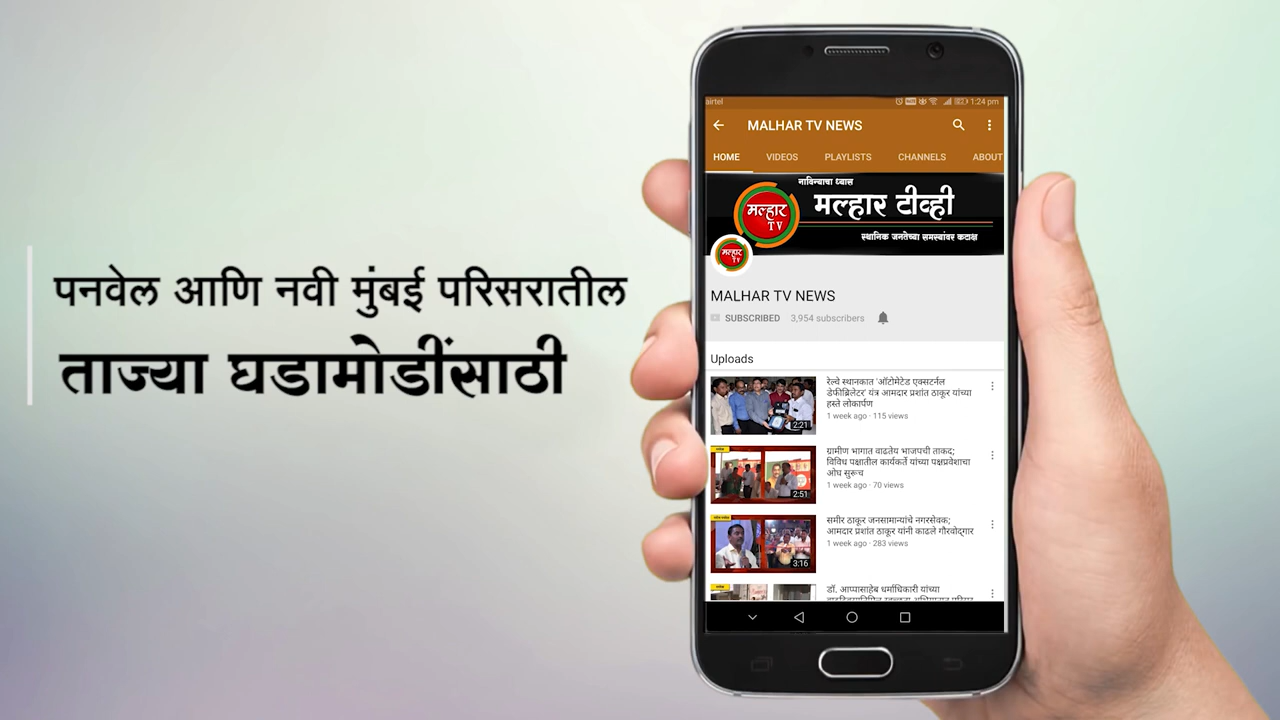 पनवेल आणि नवी मुंबई परिसरातील
ताज्या घडामोडींसाठी
airtel
1:24 pm
MALHAR TV NEWS
HOME VIDEOS PLAYLISTS CHANNELS ABOUT
नाविन्याचा ध्यास
मल्हार टीव्ही
स्थानिक जनतेच्या समस्यांवर कटाक्ष
मल्हार
TV
मल्हार
TV
MALHAR TV NEWS
SUBSCRIBED 3,954 subscribers
Uploads
रेल्वे स्थानकात 'ऑटोमेटेड एक्सटर्नल
डेफीब्रिलेटर' यंत्र आमदार प्रशांत ठाकूर यांच्या
हस्ते लोकार्पण
1 week ago · 115 views
2:21
ग्रामीण भागात वाढतेय भाजपची ताकद;
विविध पक्षातील कार्यकर्ते यांच्या पक्षप्रवेशाचा
ओघ सुरूच
1 week ago · 70 views
2:51
समीर ठाकूर जनसामान्यांचे नगरसेवक;
आमदार प्रशांत ठाकूर यांनी काढले गौरवोद्गार
1 week ago · 283 views
3:16
डॉ. आप्पासाहेब धर्माधिकारी यांच्या